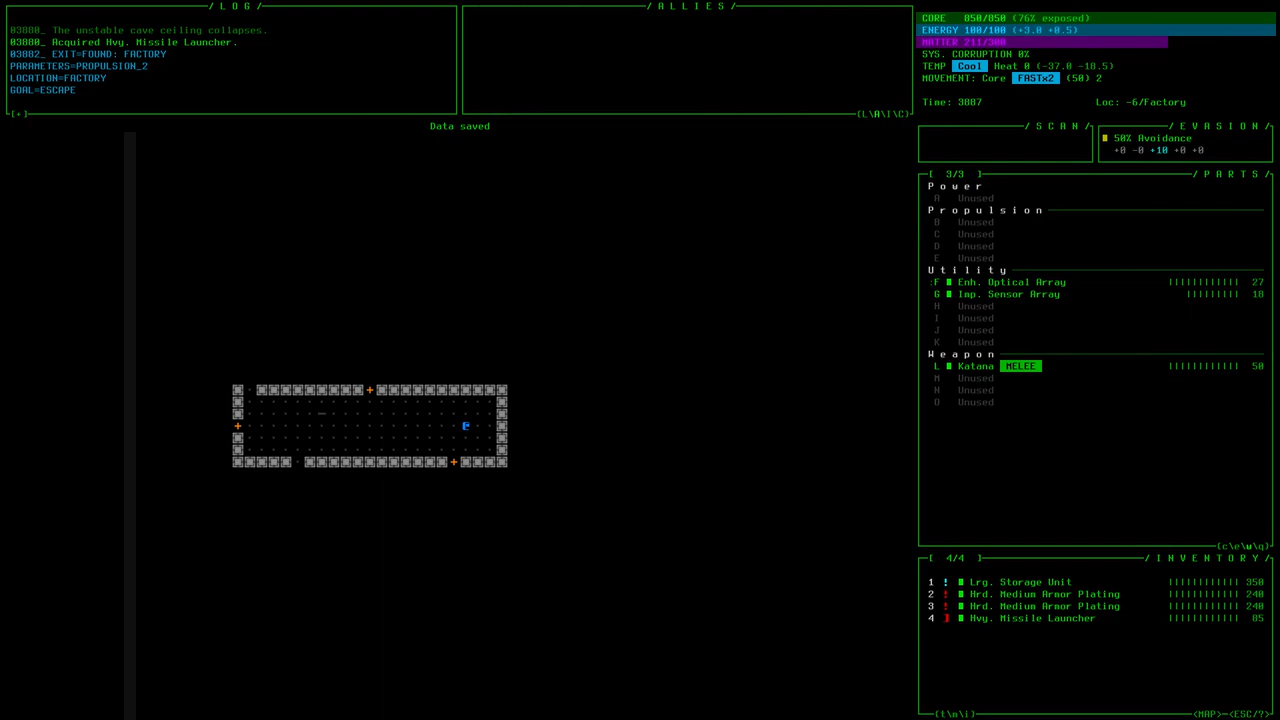 / L O G /
03880_ The unstable cave ceiling collapses.
03880_ Acquired Hvy. Missile Launcher.
03882_ EXIT=FOUND: FACTORY
PARAMETERS=PROPULSION_2
LOCATION=FACTORY
GOAL=ESCAPE
[+]
/ A L L I E S /
(L\A\I\C)
Data saved
CORE 850/850 (76% exposed)
ENERGY 100/100 (+3.0 +0.5)
MATTER 211/300
SYS. CORRUPTION 0%
TEMP Cool Heat 0 (-37.0 -18.5)
MOVEMENT: Core FASTx2 (50) 2
Time: 3887 Loc: -6/Factory
/ S C A N /
/ E V A S I O N /
50% Avoidance
+0 -0 +10 +0 +0
[ 3/3 ] / P A R T S /
Power
A Unused
Propulsion
B Unused
C Unused
D Unused
E Unused
Utility
:F Enh. Optical Array 27
G Imp. Sensor Array 18
H Unused
I Unused
J Unused
K Unused
Weapon
L Katana MELEE 50
M Unused
N Unused
O Unused
(c\e\w\q)
[ 4/4 ] / I N V E N T O R Y /
1 ! Lrg. Storage Unit 350
2 ! Hrd. Medium Armor Plating 240
3 ! Hrd. Medium Armor Plating 240
4 ] Hvy. Missile Launcher 85
(t\m\i) <MAP>-<ESC/?>